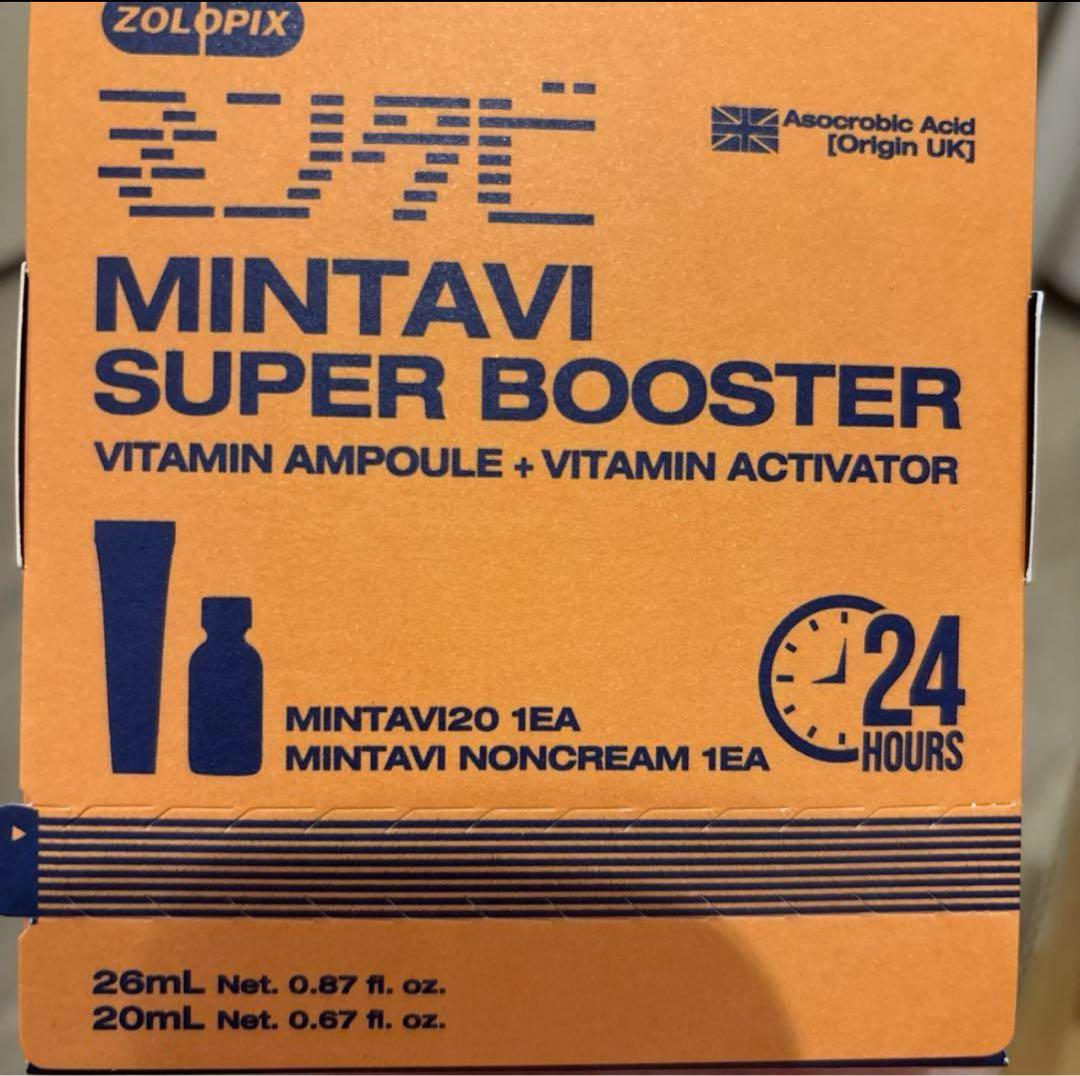 ZOLOPIX
Asocrobic Acid
[Origin UK]
MINTAVI
SUPER BOOSTER
VITAMIN AMPOULE + VITAMIN ACTIVATOR
MINTAVI20 1EA
MINTAVI NONCREAM 1EA
24
HOURS
26mL Net. 0.87 fl. oz.
20mL Net. 0.67 fl. oz.